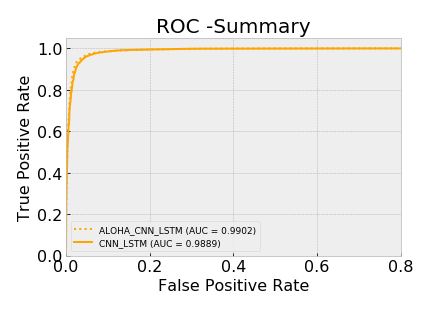 ROC -Summary
True Positive Rate
1.0
0.8
0.6
0.4
0.2
0.0
ALOHA_CNN_LSTM (AUC = 0.9902)
CNN_LSTM (AUC = 0.9889)
0.0 0.2 0.4 0.6 0.8
False Positive Rate